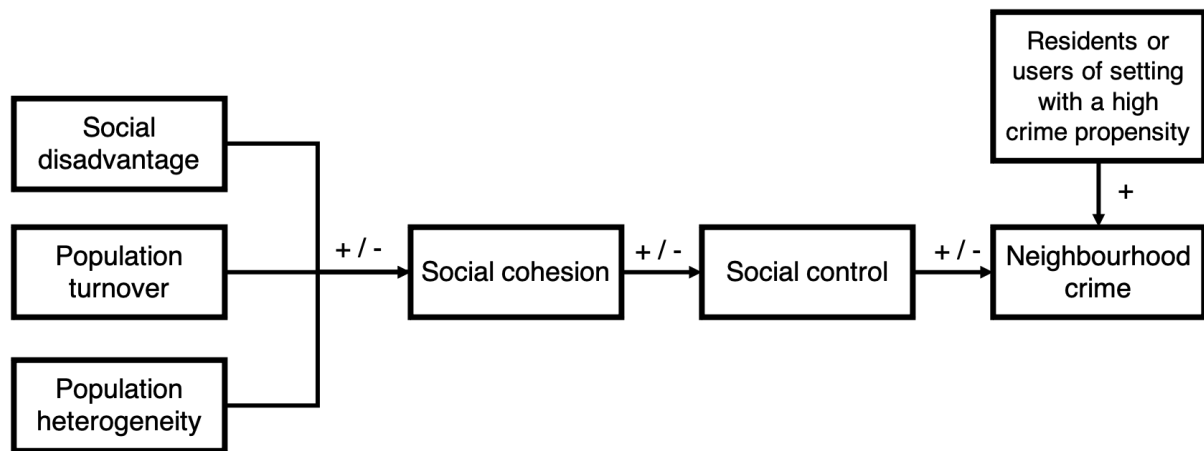 Social
disadvantage
Population
turnover
Population
heterogeneity
+ / -
Social cohesion
+ / -
Social control
+ / -
Residents or
users of setting
with a high
crime propensity
+
Neighbourhood
crime